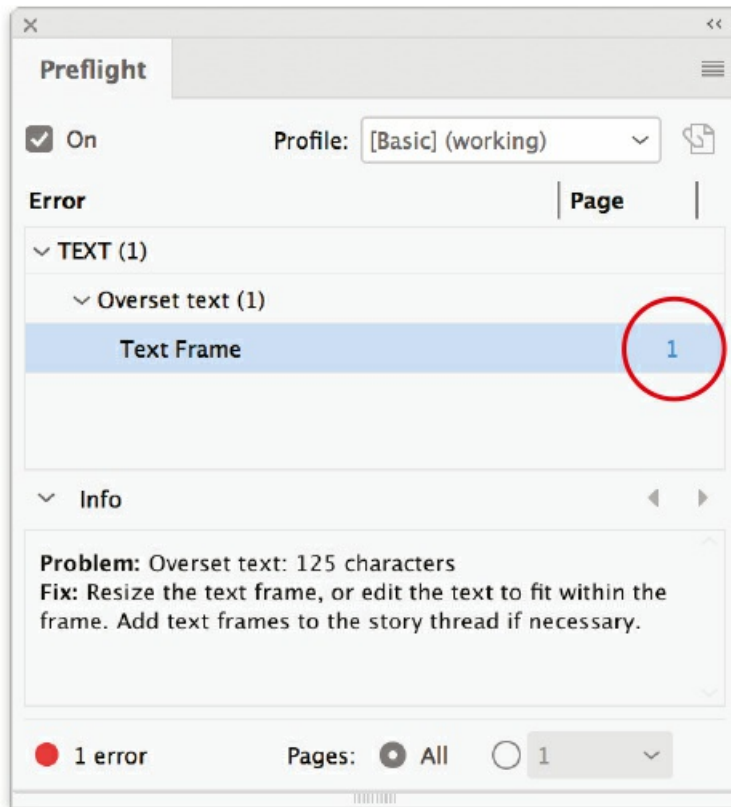 Preflight
On Profile: [Basic] (working)
Error Page
TEXT (1)
Overset text (1)
Text Frame 1
Info
Problem: Overset text: 125 characters
Fix: Resize the text frame, or edit the text to fit within the
frame. Add text frames to the story thread if necessary.
1 error Pages: All 1